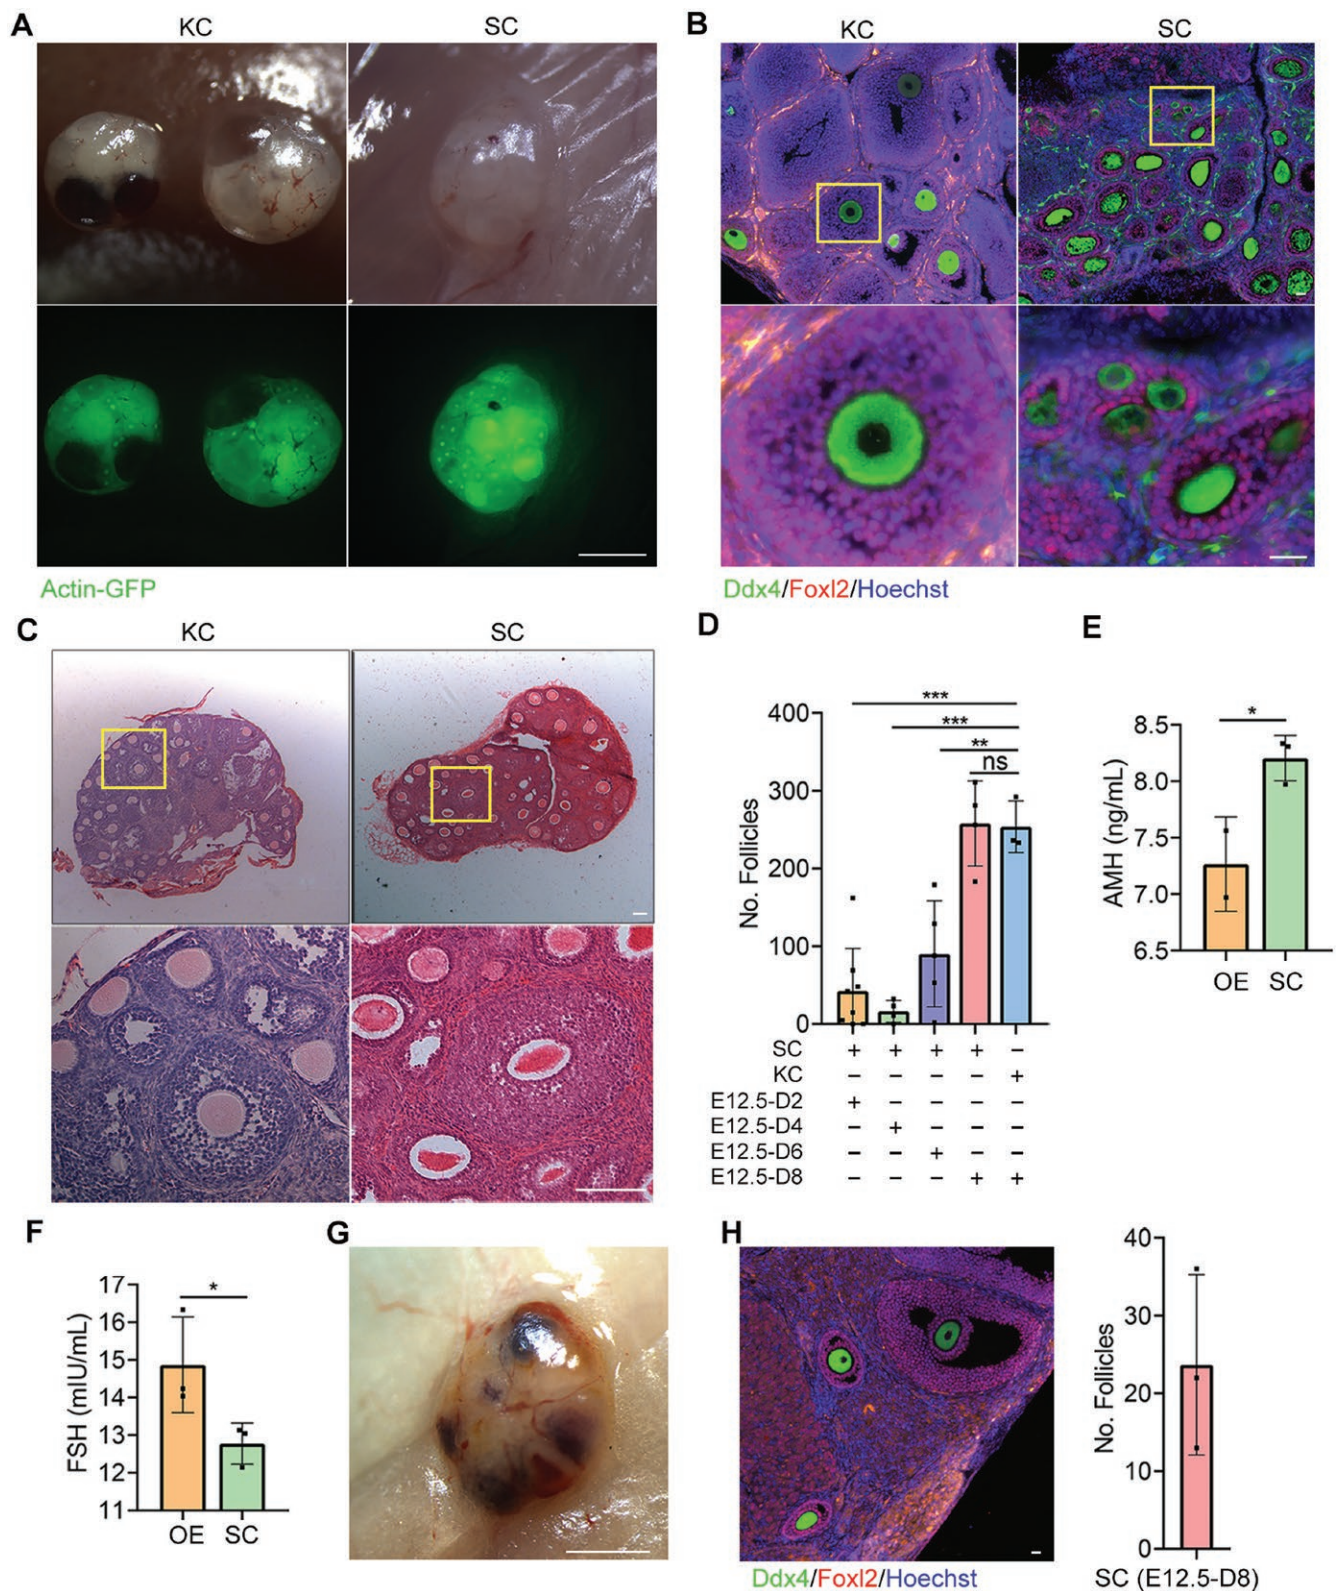 A
KC
SC
Actin-GFP
B
KC
SC
Ddx4/Foxl2/Hoechst
C
KC
SC
D
No. Follicles
400
300
200
100
0
***
***
**
ns
SC + + + + –
KC – – – – +
E12.5-D2 + – – – –
E12.5-D4 – + – – –
E12.5-D6 – – + – –
E12.5-D8 – – – + +
E
AMH (ng/mL)
8.5
8.0
7.5
7.0
6.5
*
OE SC
F
FSH (mIU/mL)
17
16
15
14
13
12
11
*
OE SC
G
H
Ddx4/Foxl2/Hoechst
No. Follicles
40
30
20
10
0
SC (E12.5-D8)